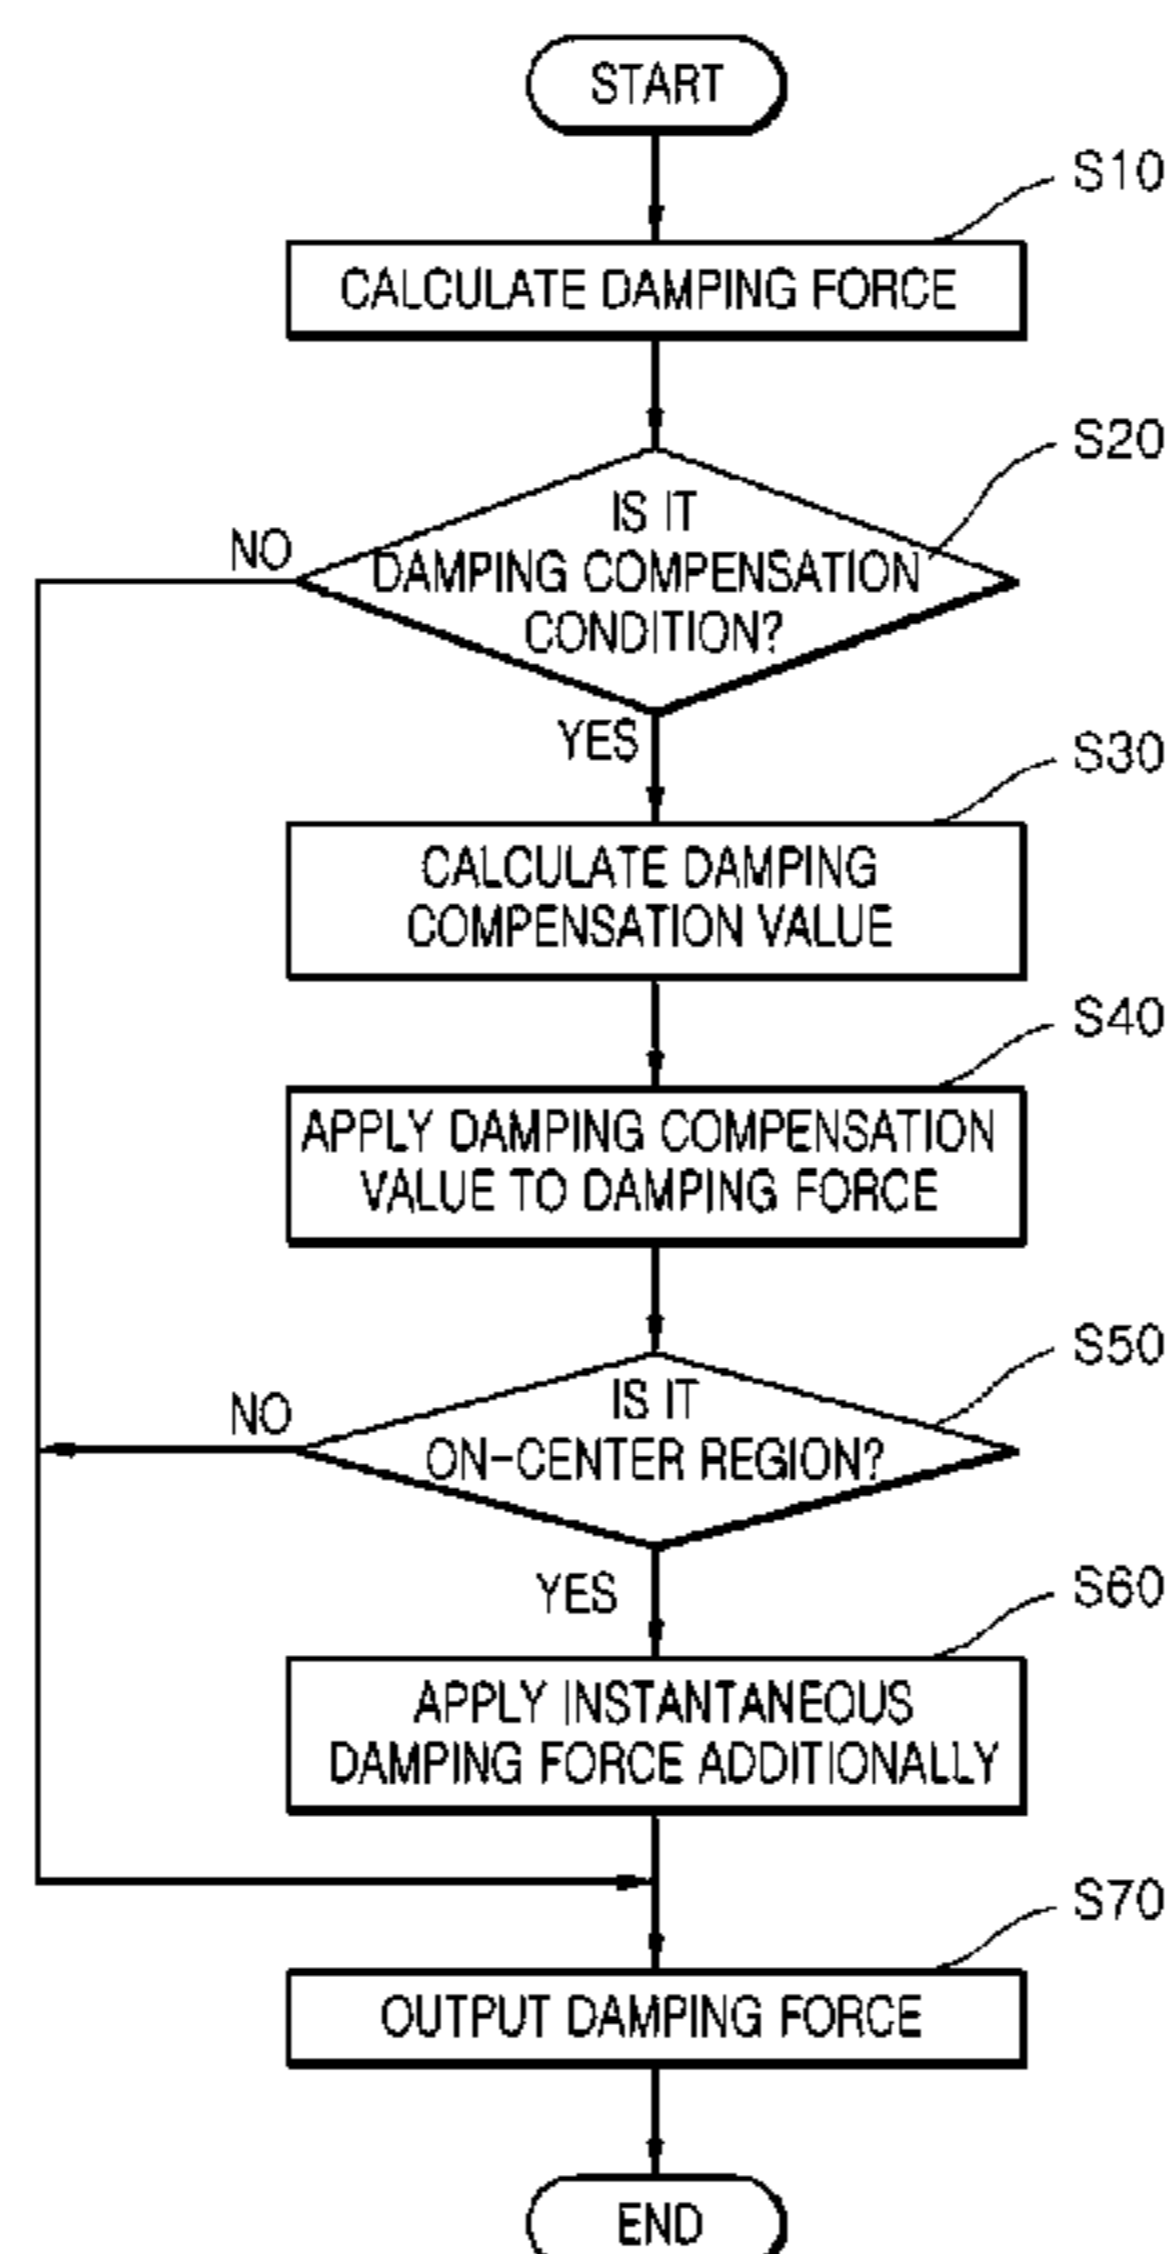 START
S10
CALCULATE DAMPING FORCE
S20
IS IT
NO
DAMPING COMPENSATION
CONDITION?
YES
S30
CALCULATE DAMPING
COMPENSATION VALUE
S40
APPLY DAMPING COMPENSATION
VALUE TO DAMPING FORCE
S50
IS IT
NO
ON-CENTER REGION?
YES
S60
APPLY INSTANTANEOUS
DAMPING FORCE ADDITIONALLY
S70
OUTPUT DAMPING FORCE
END